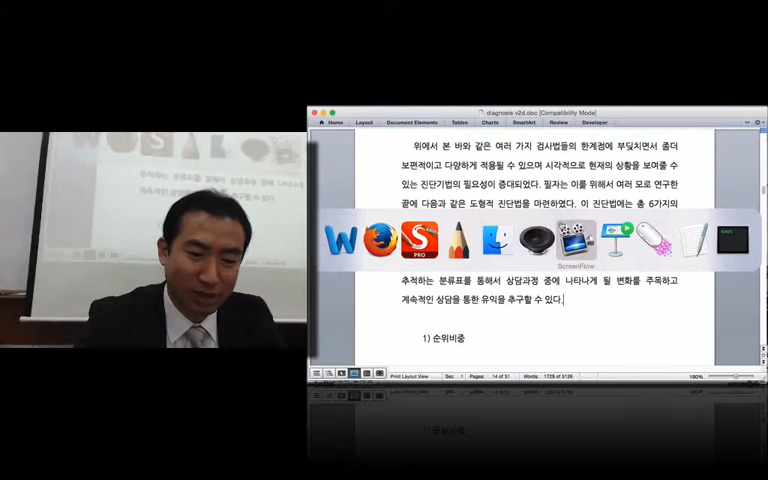 diagnosis v2d.doc [Compatibility Mode]
Home Layout Document Elements Tables Charts SmartArt Review Developer
위에서 본 바와 같은 여러 가지 검사법들의 한계점에 부딪치면서 좀더
보편적이고 다양하게 적용될 수 있으며 시각적으로 현재의 상황을 보여줄 수
있는 진단기법의 필요성이 증대되었다. 필자는 이를 위해서 여러 모로 연구한
끝에 다음과 같은 도형적 진단법을 마련하였다. 이 진단법에는 총 6가지의
PRO
ScreenFlow
추적하는 분류표를 통해서 상담과정 중에 나타나게 될 변화를 주목하고
계속적인 상담을 통한 유익을 추구할 수 있다.
1) 순위비중
Print Layout View Sec 1 Pages: 14 of 51 Words: 1729 of 5126 190%